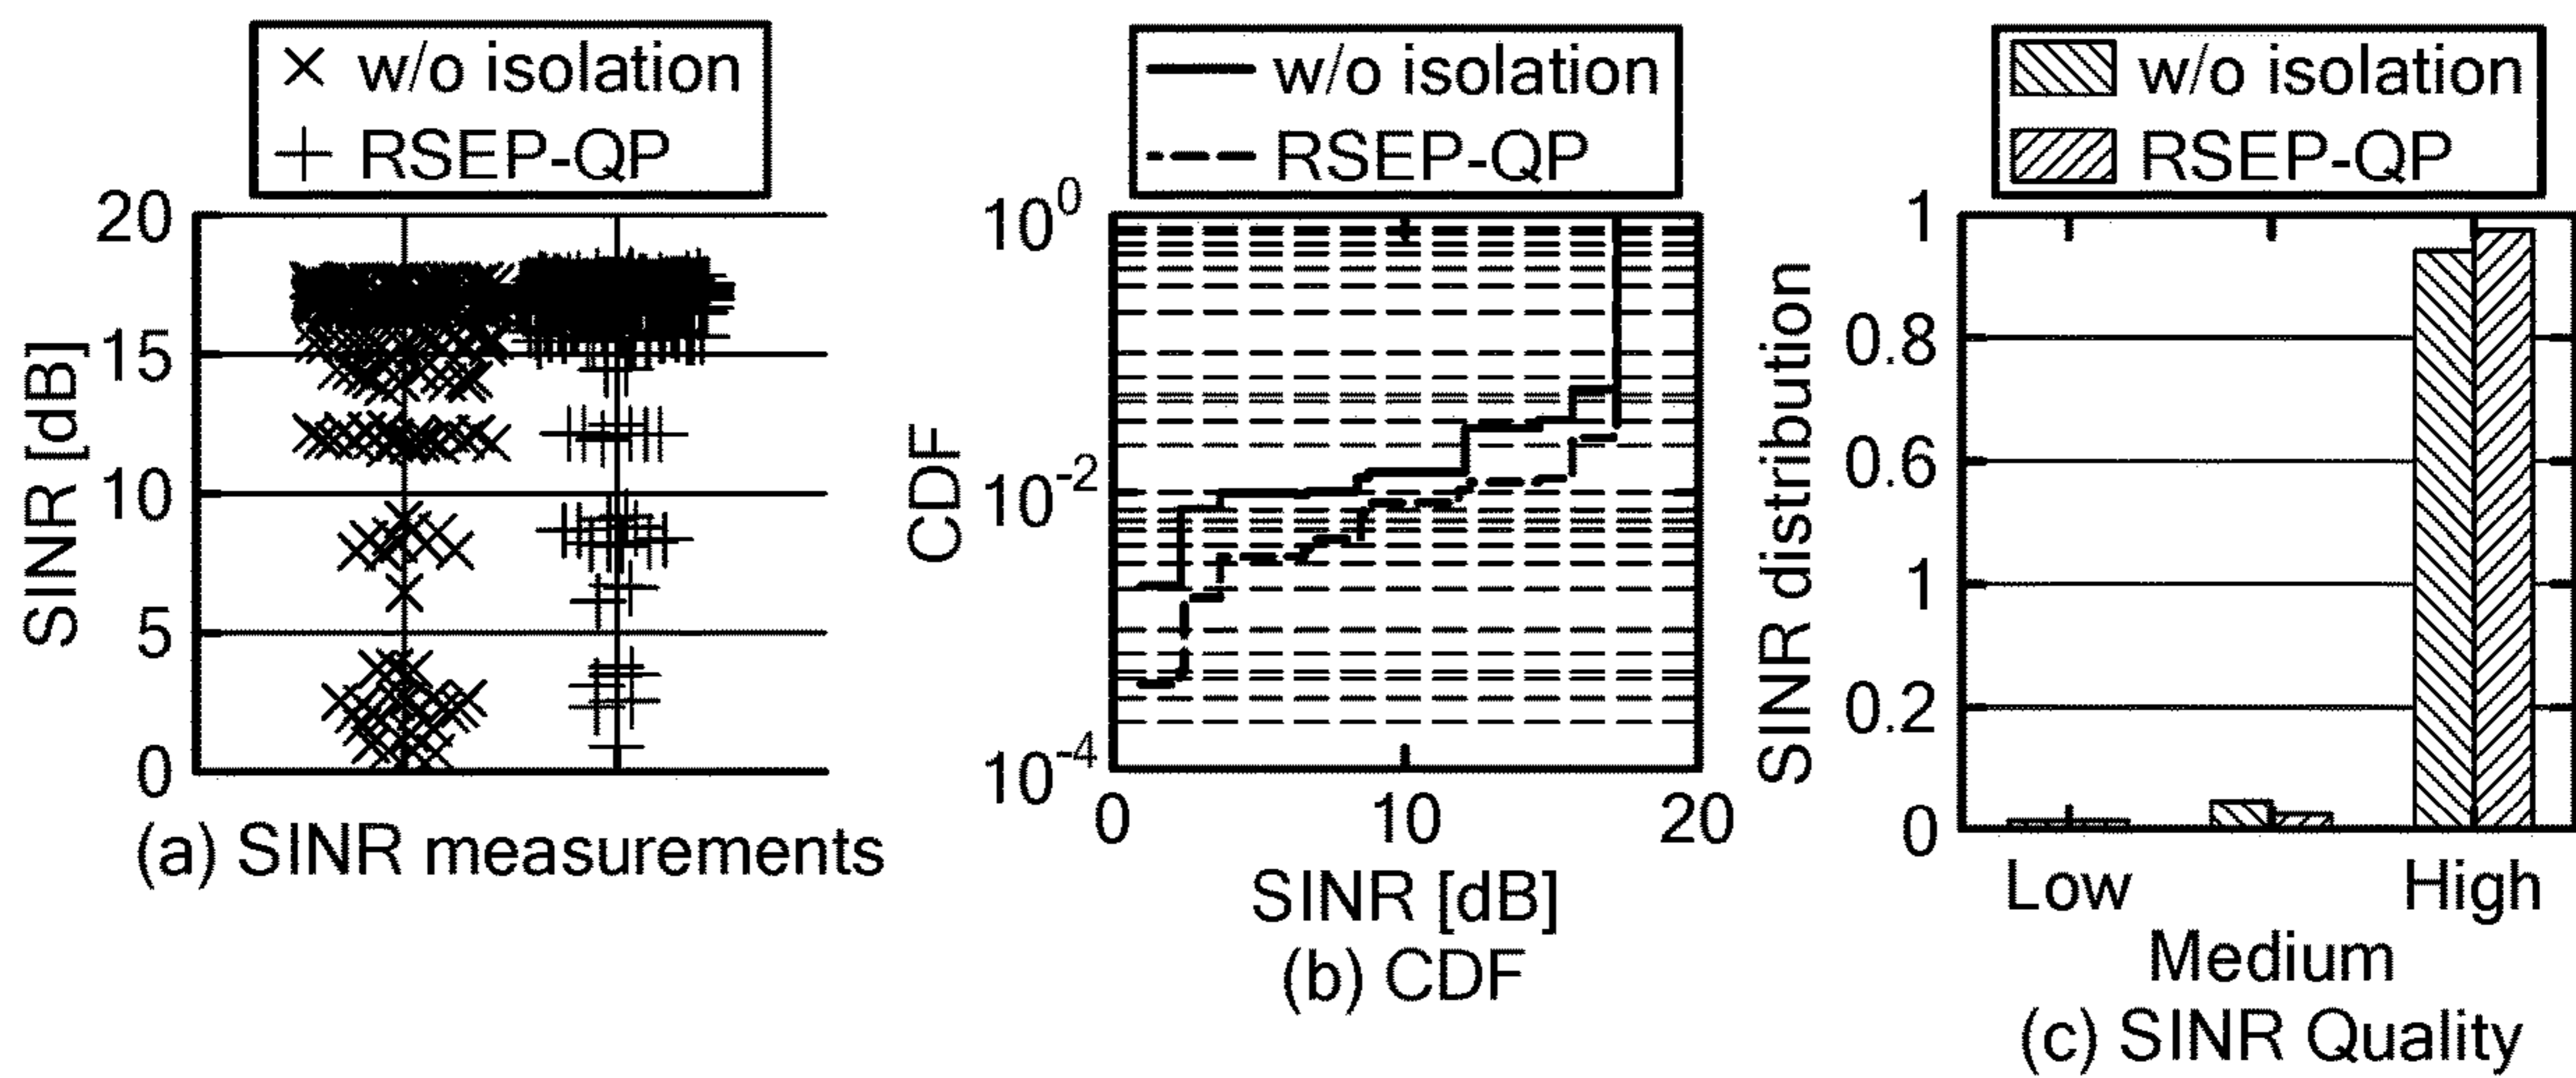 × w/o isolation
+ RSEP-QP
20
15
10
5
0
SINR [dB]
(a) SINR measurements
w/o isolation
RSEP-QP
10^0
10^-2
10^-4
CDF
0 10 20
SINR [dB]
(b) CDF
w/o isolation
RSEP-QP
1
0.8
0.6
1
0.2
0
SINR distribution
Low High
Medium
(c) SINR Quality